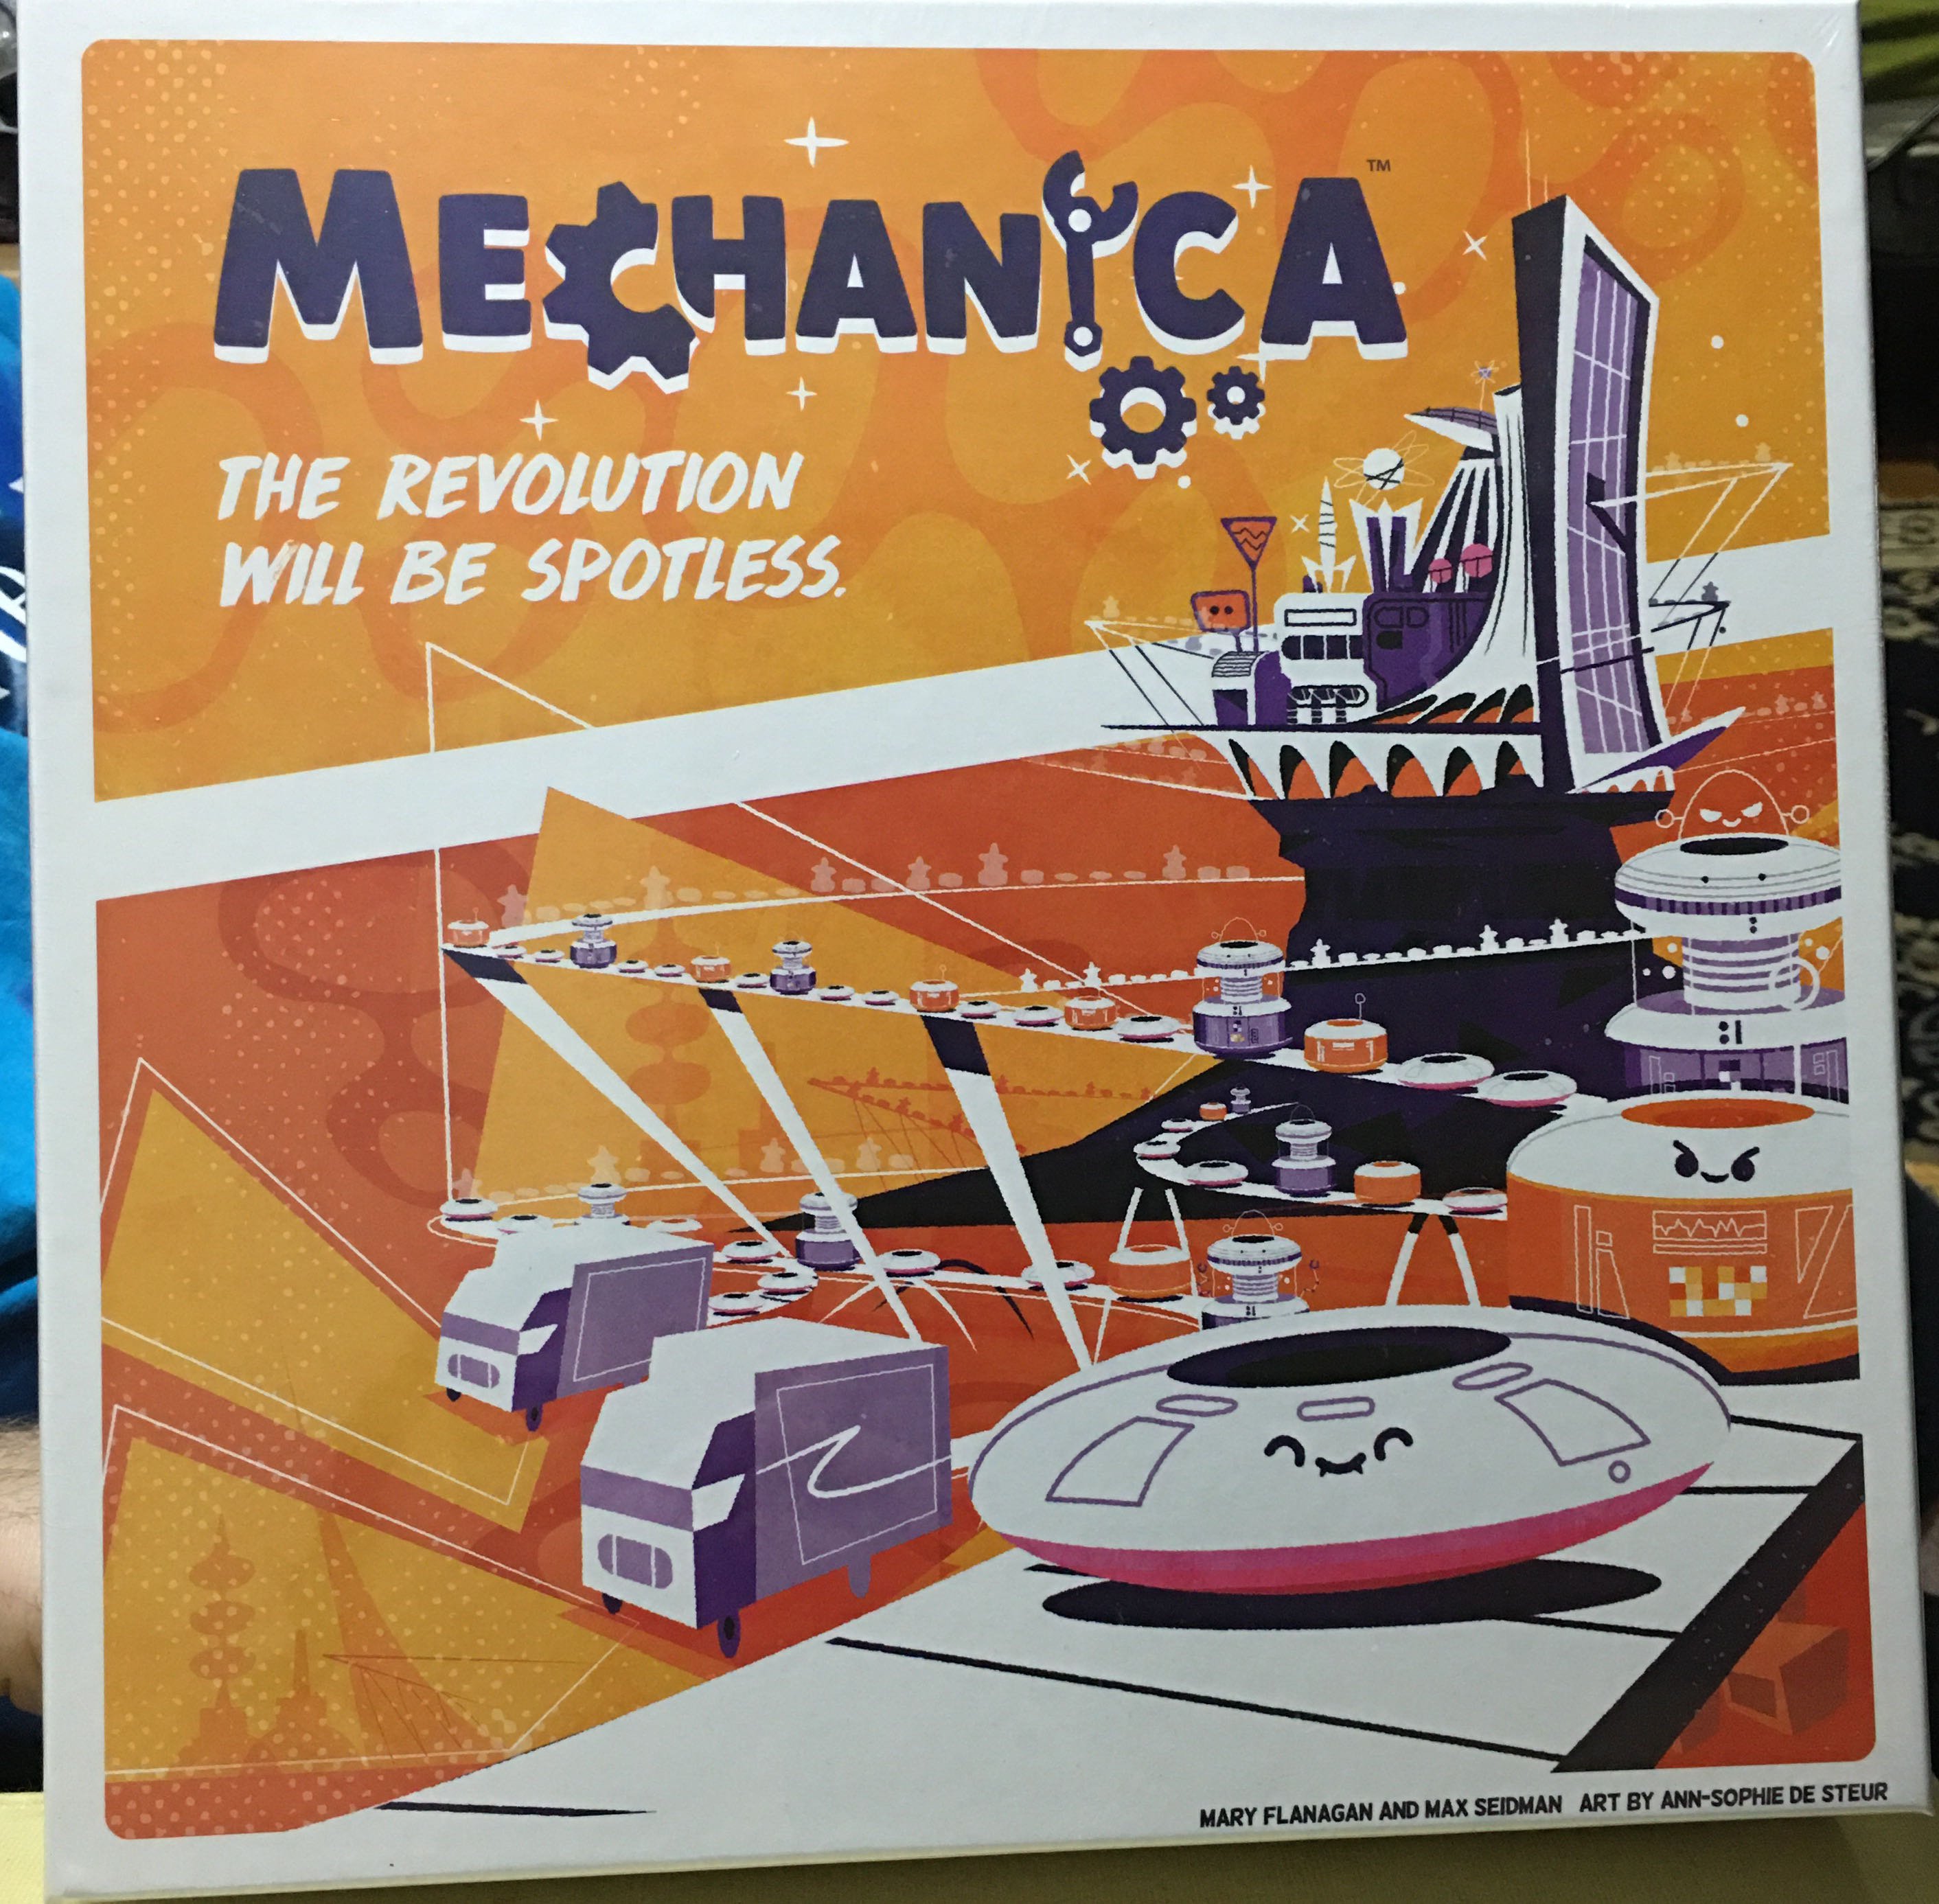 MECHANICA™
THE REVOLUTION
WILL BE SPOTLESS.
MARY FLANAGAN AND MAX SEIDMAN ART BY ANN-SOPHIE DE STEUR